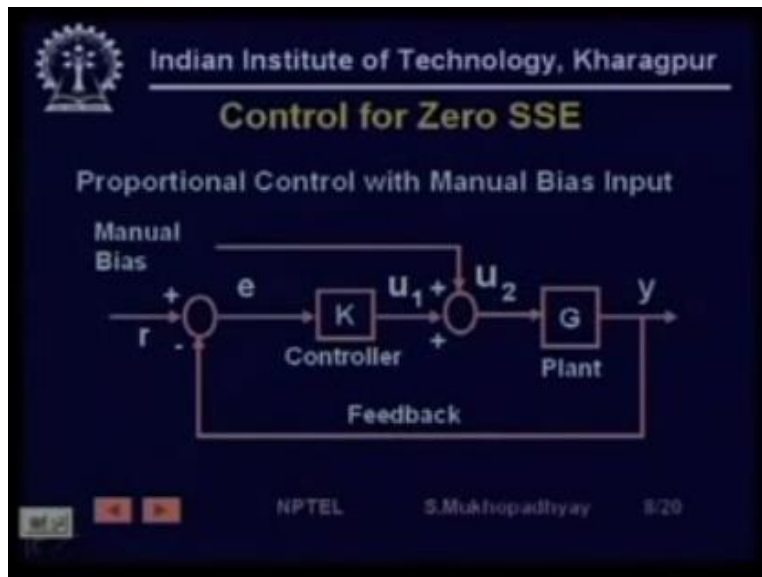 Indian Institute of Technology, Kharagpur
Control for Zero SSE
Proportional Control with Manual Bias Input
Manual
Bias
+ e u1 + u2 y
K G
r - +
Controller
Plant
Feedback
NPTEL S.Mukhopadhyay 8/20